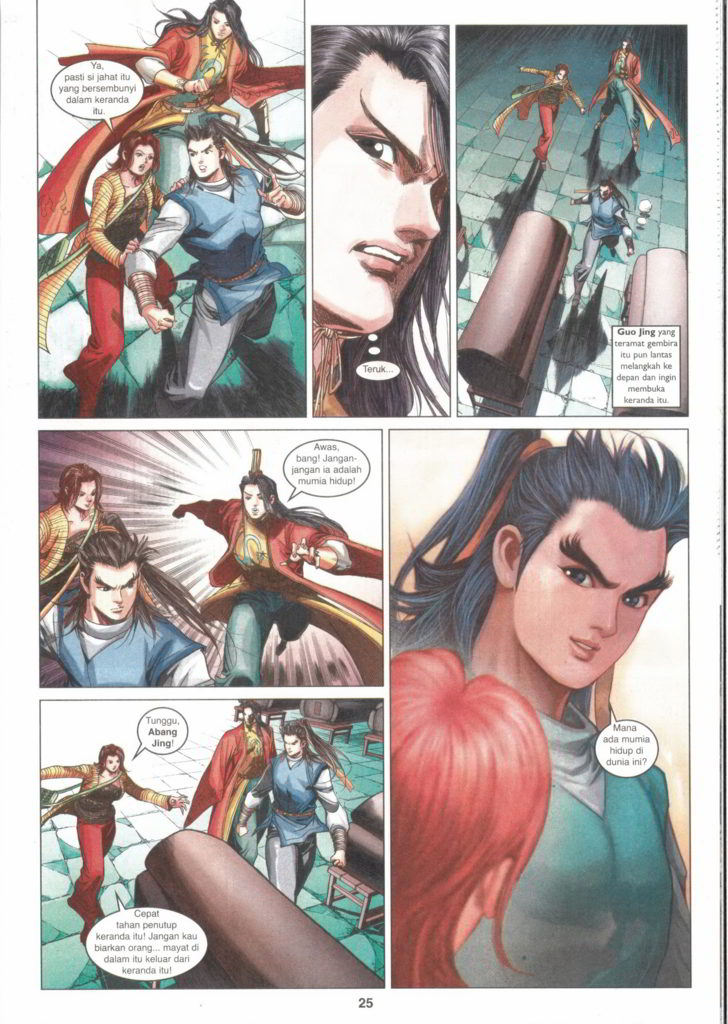 Ya,
pasti si jahat itu
yang bersembunyi
dalam keranda
itu.
Teruk...
Guo Jing yang
teramat gembira
itu pun lantas
melangkah ke
depan dan ingin
membuka
keranda itu.
Awas,
bang! Jangan-
jangan ia adalah
mumia hidup!
Mana
ada mumia
hidup di
dunia ini?
Tunggu,
Abang
Jing!
Cepat
tahan penutup
keranda itu! Jangan kau
biarkan orang... mayat di
dalam itu keluar dari
keranda itu!
25